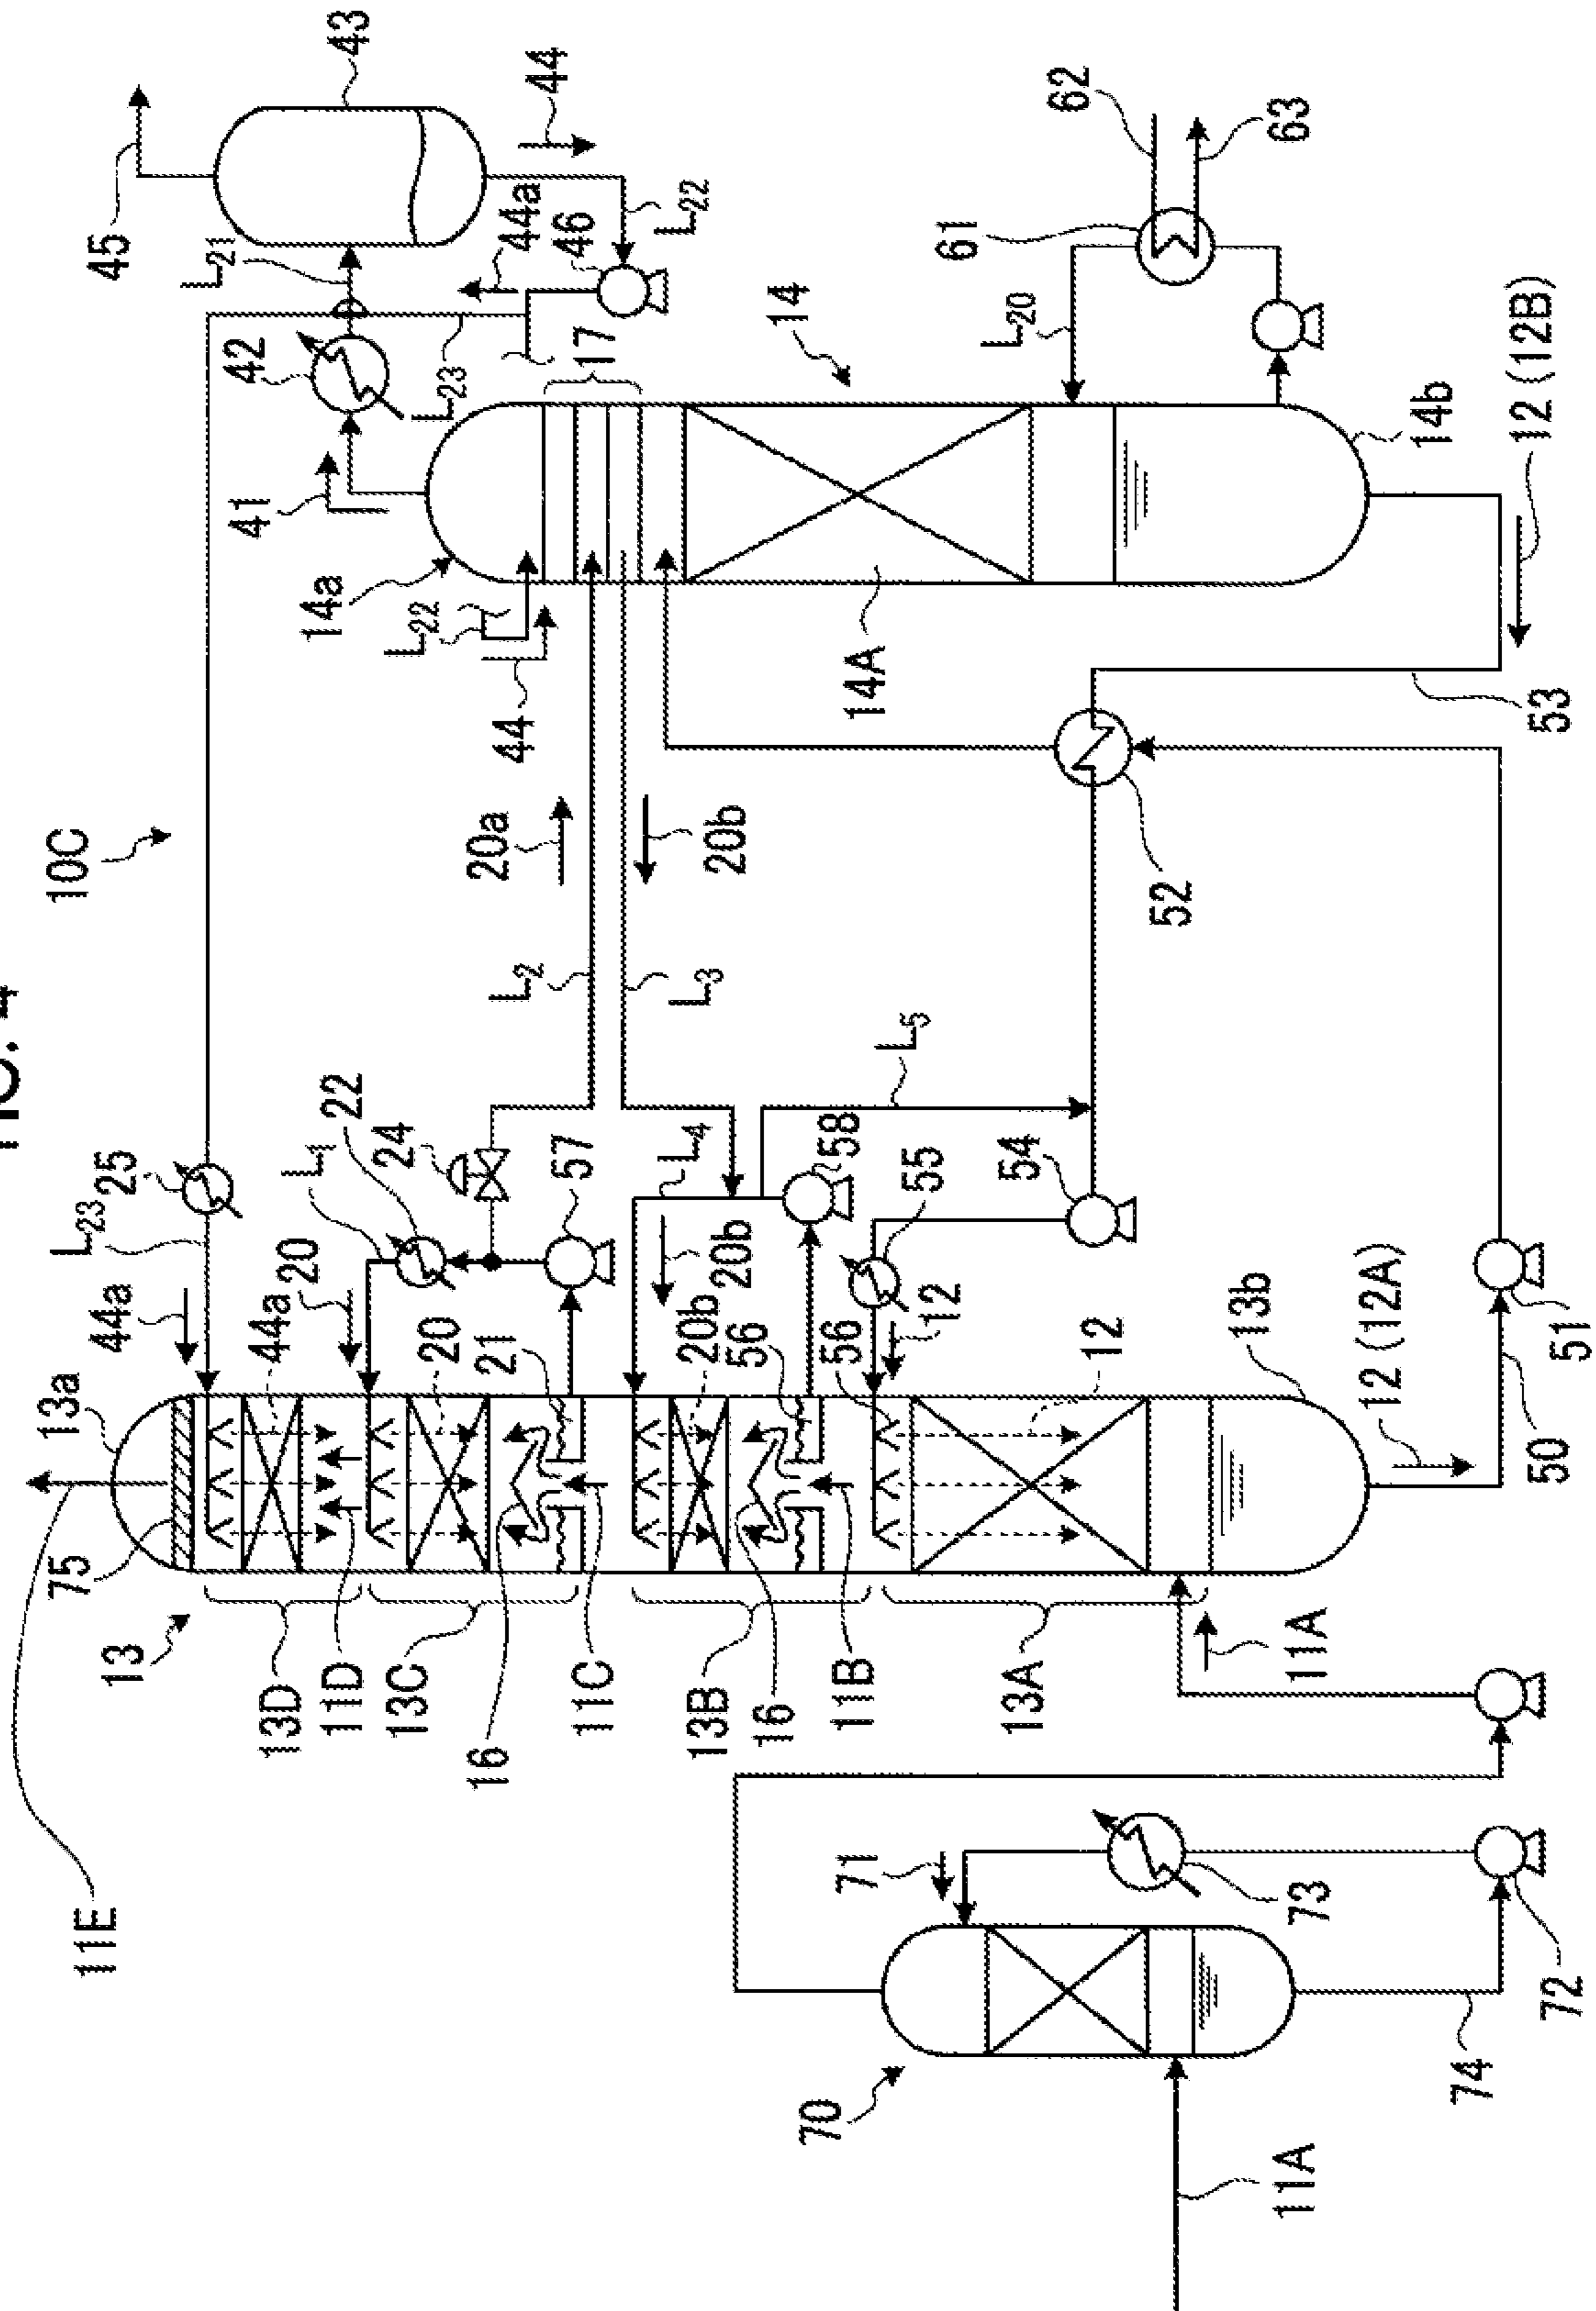 FIG. 4
10C
11E
13
75
13a
44a
L23
25
45
43
L21
42
41
44
44a
46
L22
L23
17
14
14a
L22
44
44a
20
L1
22
24
57
20
21
L2
20a
20b
L3
13D
11D
13C
16
11C
13B
16
11B
13A
11A
20b
56
20b
L4
58
L5
56
12
55
54
12
13b
12 (12A)
50
51
52
53
14A
14b
12 (12B)
L20
61
62
63
70
71
73
72
74
11A